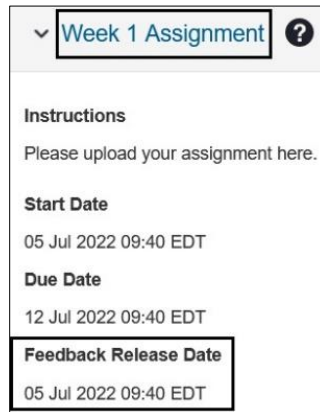 Week 1 Assignment ?
Instructions
Please upload your assignment here.
Start Date
05 Jul 2022 09:40 EDT
Due Date
12 Jul 2022 09:40 EDT
Feedback Release Date
05 Jul 2022 09:40 EDT